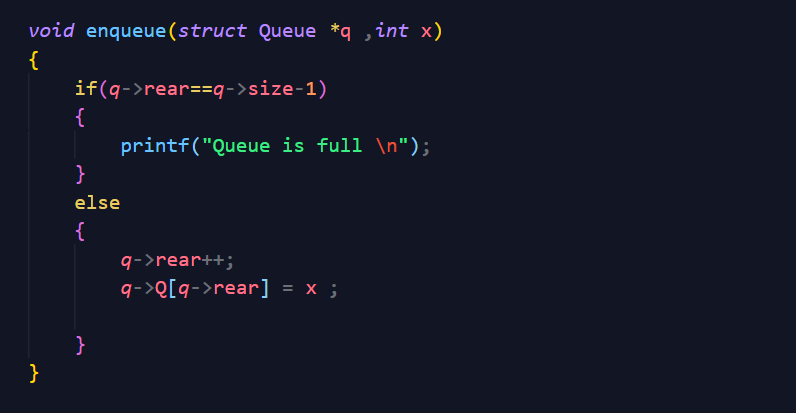 void enqueue(struct Queue *q ,int x)
{
    if(q->rear==q->size-1)
    {
        printf("Queue is full \n");
    }
    else
    {
        q->rear++;
        q->Q[q->rear] = x ;

    }
}